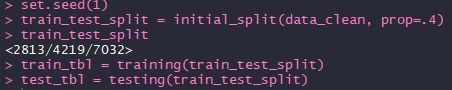 > set.seed(1)
> train_test_split = initial_split(data_clean, prop=.4)
> train_test_split
<2813/4219/7032>
> train_tbl = training(train_test_split)
> test_tbl = testing(train_test_split)